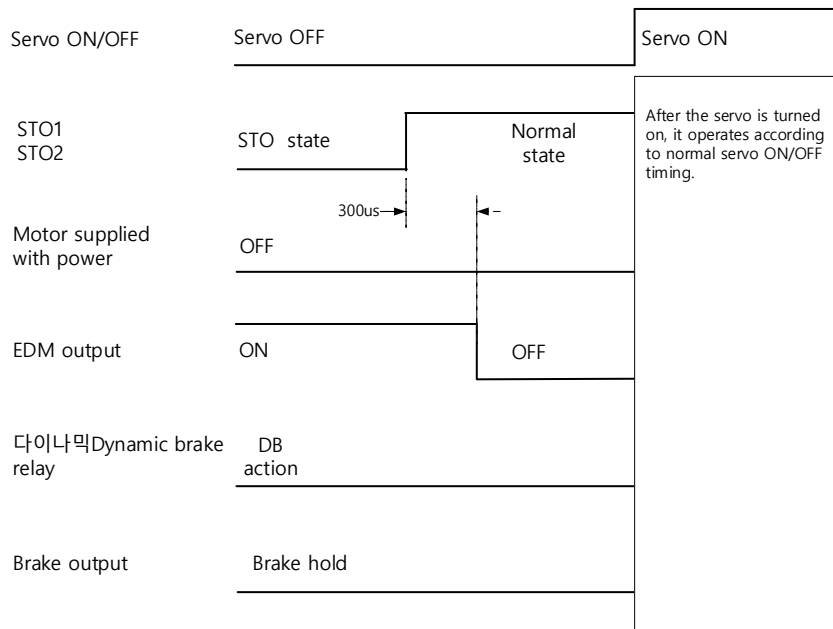 Servo ON/OFF
Servo OFF
Servo ON
STO1
STO2
STO state
Normal
state
After the servo is turned
on, it operates according
to normal servo ON/OFF
timing.
300us
Motor supplied
with power
OFF
EDM output
ON
OFF
다이나믹Dynamic brake
relay
DB
action
Brake output
Brake hold